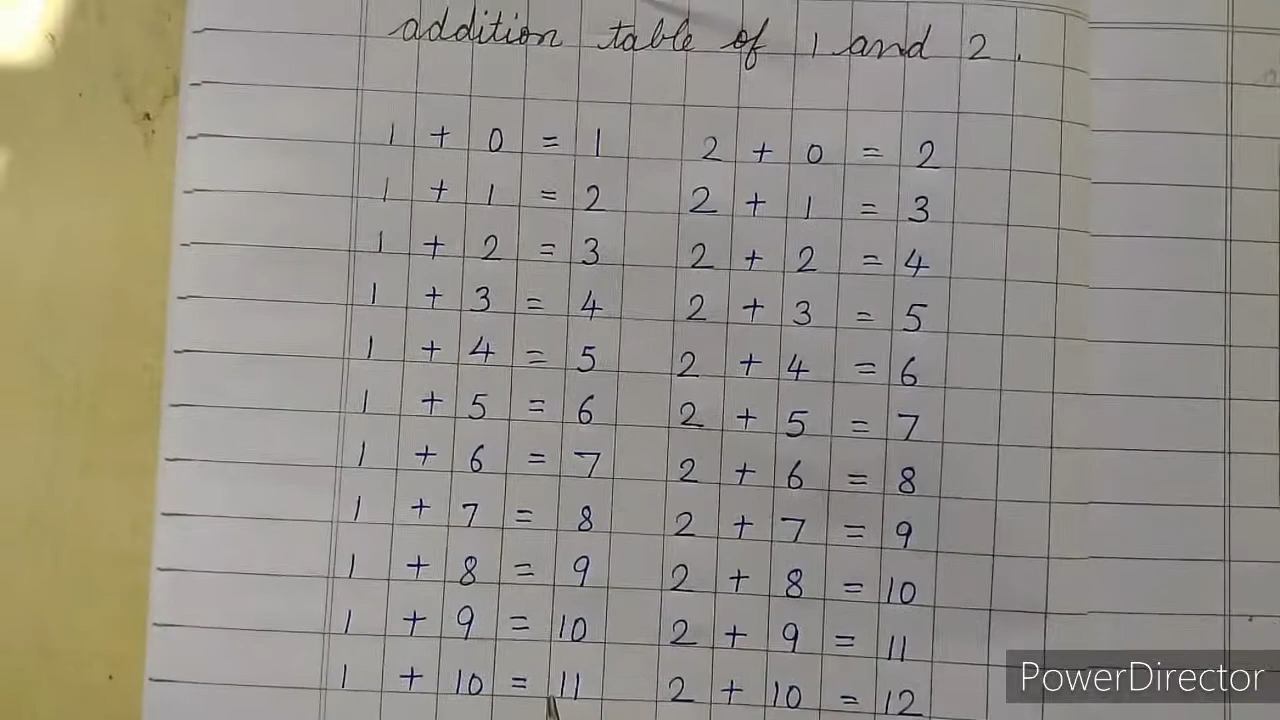 addition table of 1 and 2.
1 + 0 = 1 2 + 0 = 2
1 + 1 = 2 2 + 1 = 3
1 + 2 = 3 2 + 2 = 4
1 + 3 = 4 2 + 3 = 5
1 + 4 = 5 2 + 4 = 6
1 + 5 = 6 2 + 5 = 7
1 + 6 = 7 2 + 6 = 8
1 + 7 = 8 2 + 7 = 9
1 + 8 = 9 2 + 8 = 10
1 + 9 = 10 2 + 9 = 11
1 + 10 = 11 2 + 10 = 12
PowerDirector